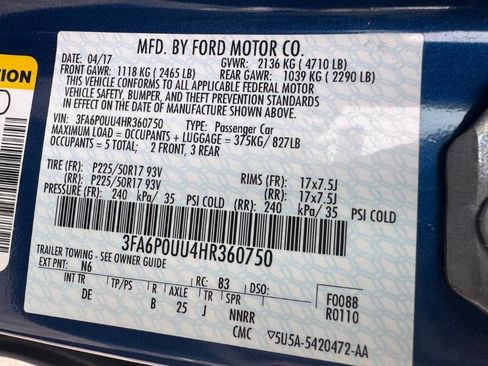 MFD. BY FORD MOTOR CO.
DATE: 04/17 GVWR: 2136 KG ( 4710 LB)
FRONT GAWR: 1118 KG ( 2465 LB) REAR GAWR: 1039 KG ( 2290 LB)
THIS VEHICLE CONFORMS TO ALL APPLICABLE FEDERAL MOTOR
VEHICLE SAFETY, BUMPER, AND THEFT PREVENTION STANDARDS IN
EFFECT ON THE DATE OF MANUFACTURE SHOWN ABOVE.
VIN: 3FA6P0UU4HR360750 TYPE: Passenger Car
MAXIMUM LOAD = OCCUPANTS + LUGGAGE = 375KG/ 827LB
OCCUPANTS = 5 TOTAL; 2 FRONT, 3 REAR
TIRE (FR): P225/50R17 93V RIMS (FR): 17x7.5J
(RR): P225/50R17 93V (RR): 17x7.5J
PRESSURE (FR): 240 kPa/ 35 PSI COLD (RR): 240 kPa/ 35 PSI COLD
3FA6P0UU4HR360750
TRAILER TOWING - SEE OWNER GUIDE
EXT PNT: N6 RC: 83 DSO:
INT TR TP/PS R AXLE TR SPR F0088
DE B 25 J NNRR R0110
CMC ▽5U5A-5420472-AA